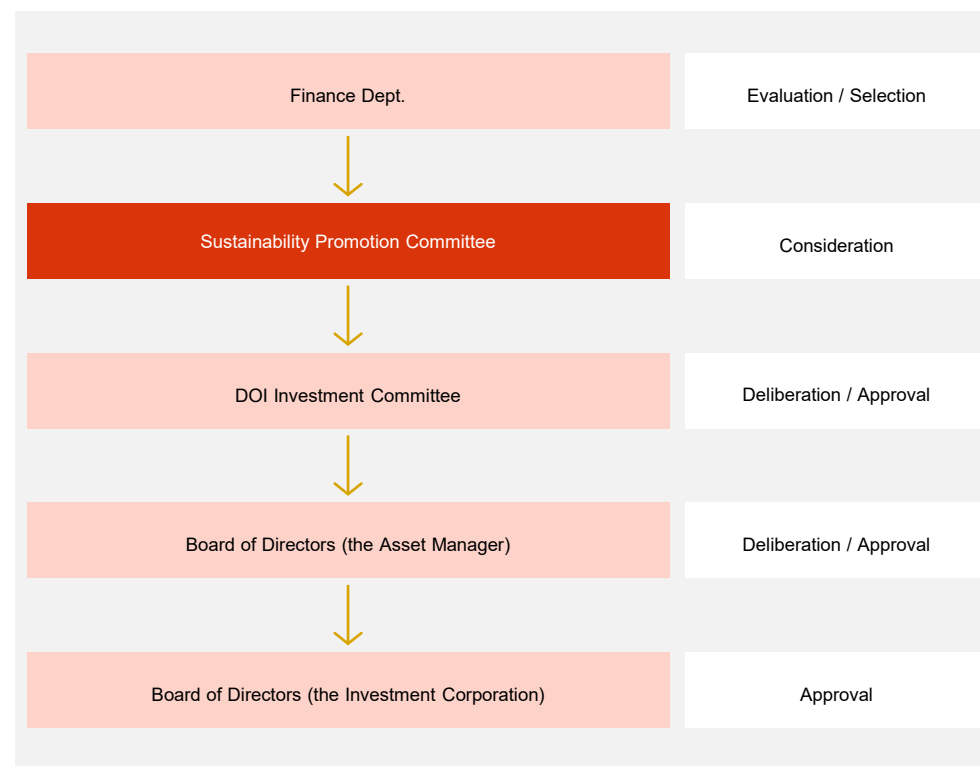 Finance Dept.
Evaluation / Selection
Sustainability Promotion Committee
Consideration
DOI Investment Committee
Deliberation / Approval
Board of Directors (the Asset Manager)
Deliberation / Approval
Board of Directors (the Investment Corporation)
Approval